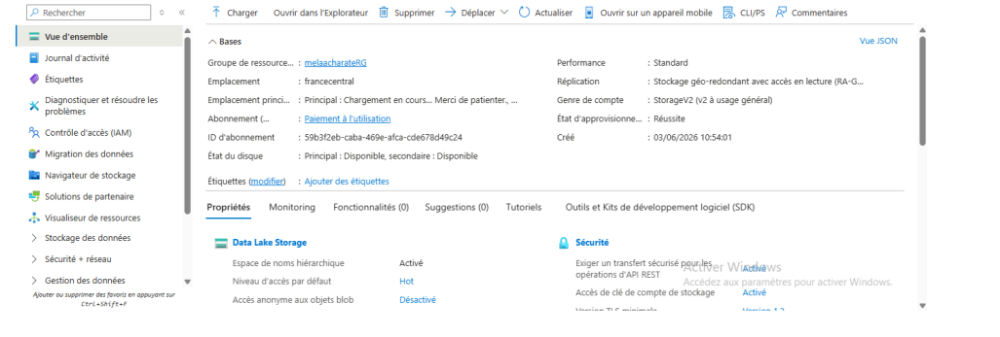 Rechercher
Charger Ouvrir dans l'Explorateur Supprimer Déplacer Actualiser Ouvrir sur un appareil mobile CLI/PS Commentaires
Vue d'ensemble
Journal d'activité
Étiquettes
Diagnostiquer et résoudre les
problèmes
Contrôle d'accès (IAM)
Migration des données
Navigateur de stockage
Solutions de partenaire
Visualiseur de ressources
Stockage des données
Sécurité + réseau
Gestion des données
Ajouter ou supprimer des favoris en appuyant sur
Ctrl+Shift+F
Bases
Vue JSON
Groupe de ressource... : melaacharateRG
Emplacement : francecentral
Emplacement princi... : Principal : Chargement en cours... Merci de patienter., ...
Abonnement (... : Paiement à l'utilisation
ID d'abonnement : 59b3f2eb-caba-469e-afca-cde678d49c24
État du disque : Principal : Disponible, secondaire : Disponible
Performance : Standard
Réplication : Stockage géo-redondant avec accès en lecture (RA-G...
Genre de compte : StorageV2 (v2 à usage général)
État d'approvisionne... : Réussite
Créé : 03/06/2026 10:54:01
Étiquettes (modifier) : Ajouter des étiquettes
Propriétés Monitoring Fonctionnalités (0) Suggestions (0) Tutoriels Outils et Kits de développement logiciel (SDK)
Data Lake Storage
Espace de noms hiérarchique Activé
Niveau d'accès par défaut Hot
Accès anonyme aux objets blob Désactivé
Sécurité
Exiger un transfert sécurisé pour les
opérations d'API REST Activé
Accès de clé de compte de stockage Activé
Version TLS minimale Version 1.2
Activer Windows
Accédez aux paramètres pour activer Windows.